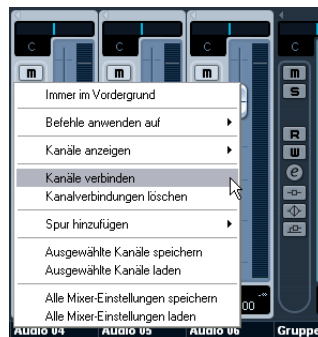 C C C C
m m m m
S
R
W
e
Immer im Vordergrund
Befehle anwenden auf
Kanäle anzeigen
Kanäle verbinden
Kanalverbindungen löschen
Spur hinzufügen
Ausgewählte Kanäle speichern
Ausgewählte Kanäle laden
Alle Mixer-Einstellungen speichern
Alle Mixer-Einstellungen laden
00 -∞
Audio 04 Audio 05 Audio 06 Gruppe